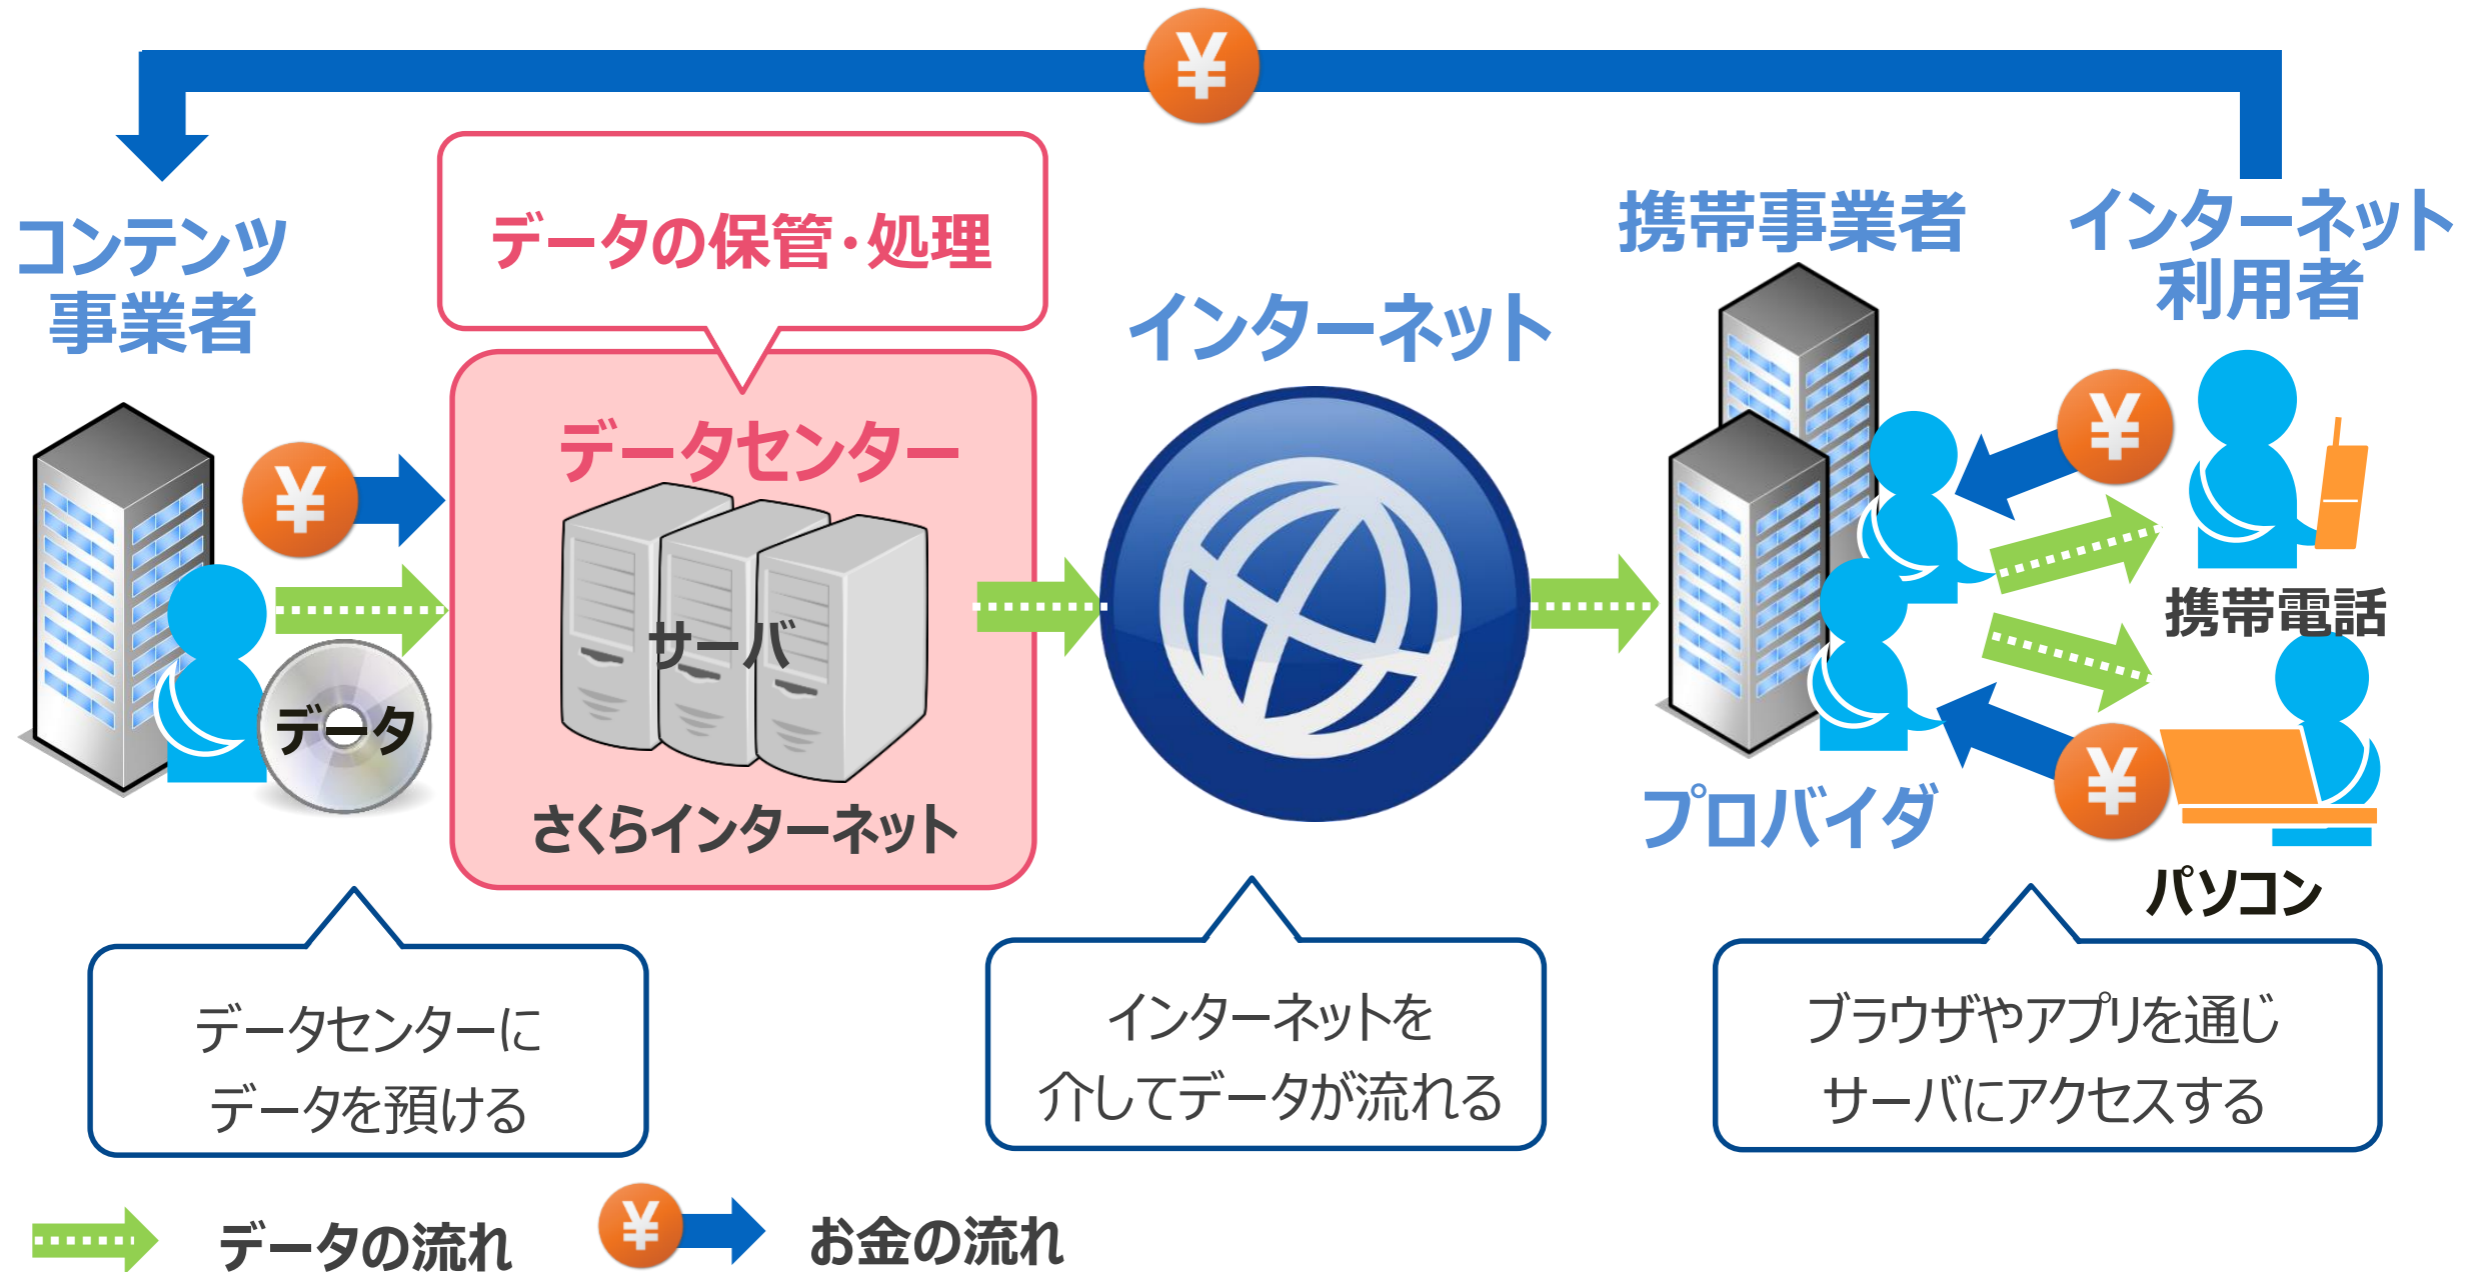 ¥
コンテンツ
事業者
データの保管・処理
インターネット
携帯事業者
インターネット
利用者
¥
データ
データセンター
サーバ
さくらインターネット
¥
携帯電話
プロバイダ
¥
パソコン
データセンターに
データを預ける
インターネットを
介してデータが流れる
ブラウザやアプリを通じ
サーバにアクセスする
データの流れ
¥
お金の流れ